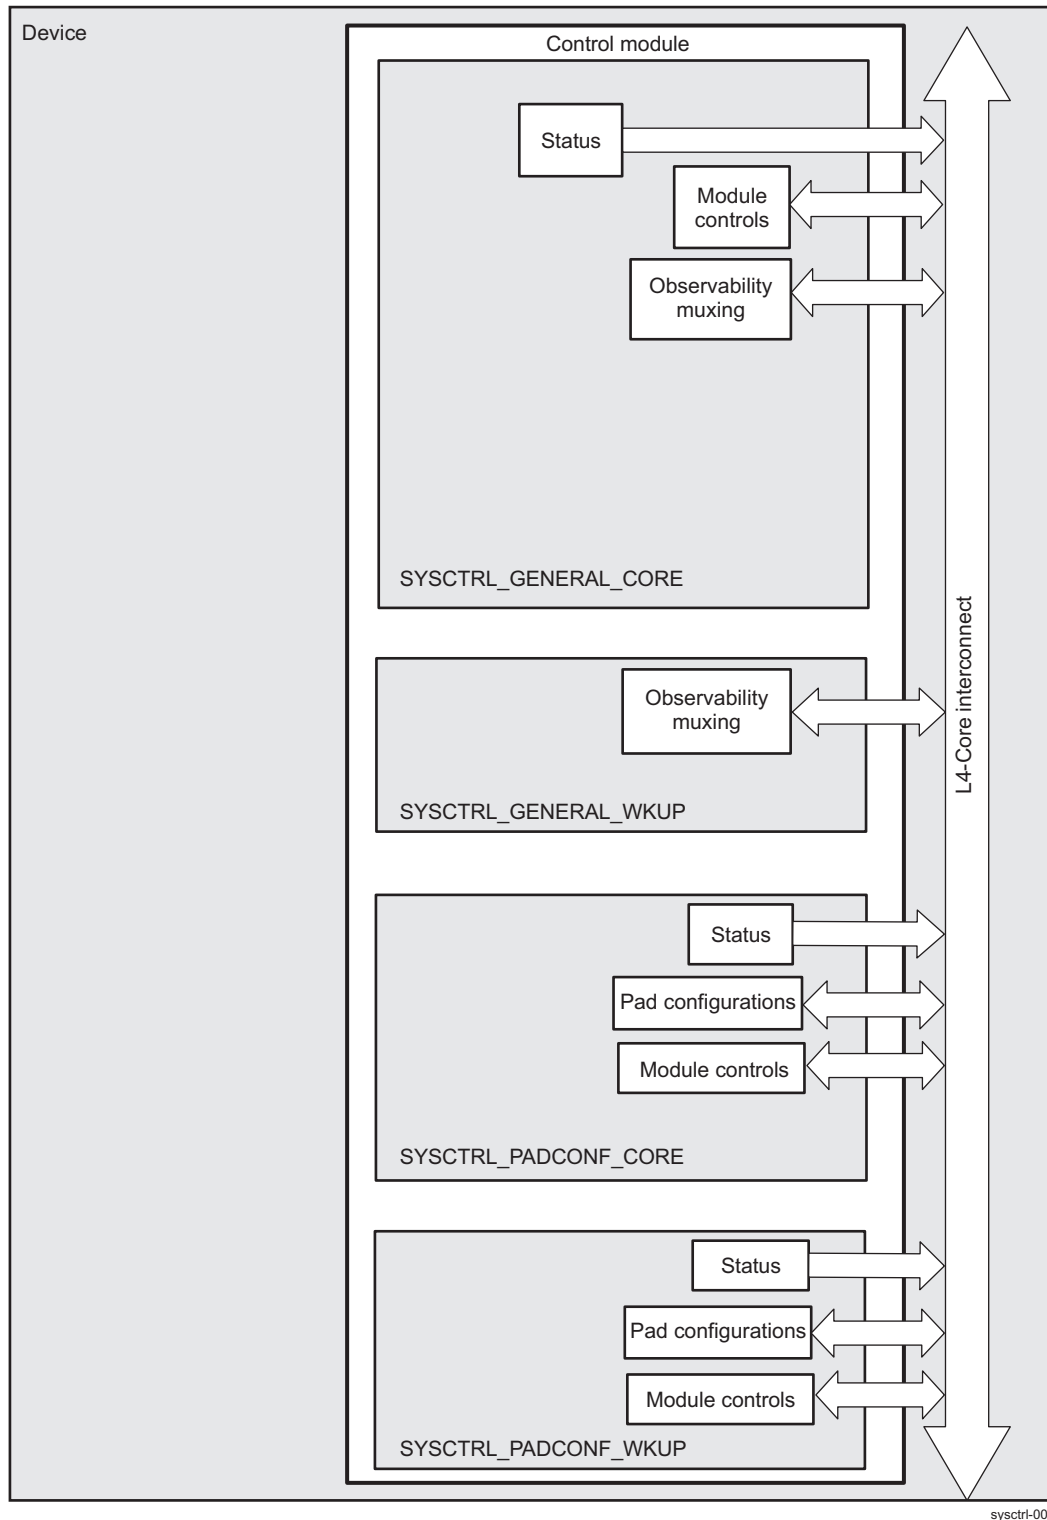 Device
Control module
Status
Module
controls
Observability
muxing
SYSCTRL_GENERAL_CORE
Observability
muxing
SYSCTRL_GENERAL_WKUP
Status
Pad configurations
Module controls
SYSCTRL_PADCONF_CORE
Status
Pad configurations
Module controls
SYSCTRL_PADCONF_WKUP
L4-Core interconnect
sysctrl-00